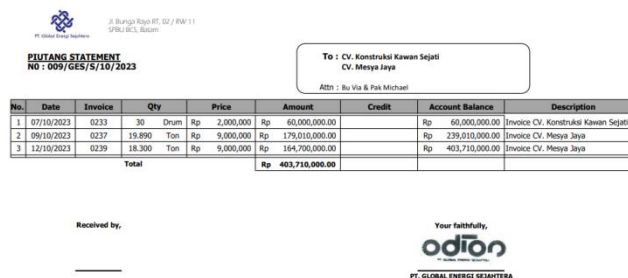 Jl. Bunga Raya RT. 02 / RW 11
SPBU BCS, Batam
PT. Global Energi Sejahtera
PIUTANG STATEMENT
N0 : 009/GES/S/10/2023
To : CV. Konstruksi Kawan Sejati
CV. Mesya Jaya
Attn : Bu Via & Pak Michael
No. Date Invoice Qty Price Amount Credit Account Balance Description
1 07/10/2023 0233 30 Drum Rp 2,000,000 Rp 60,000,000.00 Rp 60,000,000.00 Invoice CV. Konstruksi Kawan Sejati
2 09/10/2023 0237 19.890 Ton Rp 9,000,000 Rp 179,010,000.00 Rp 239,010,000.00 Invoice CV. Mesya Jaya
3 12/10/2023 0239 18.300 Ton Rp 9,000,000 Rp 164,700,000.00 Rp 403,710,000.00 Invoice CV. Mesya Jaya
Total Rp 403,710,000.00
Received by, Your faithfully,
odion
PT. GLOBAL ENERGI SEJAHTERA